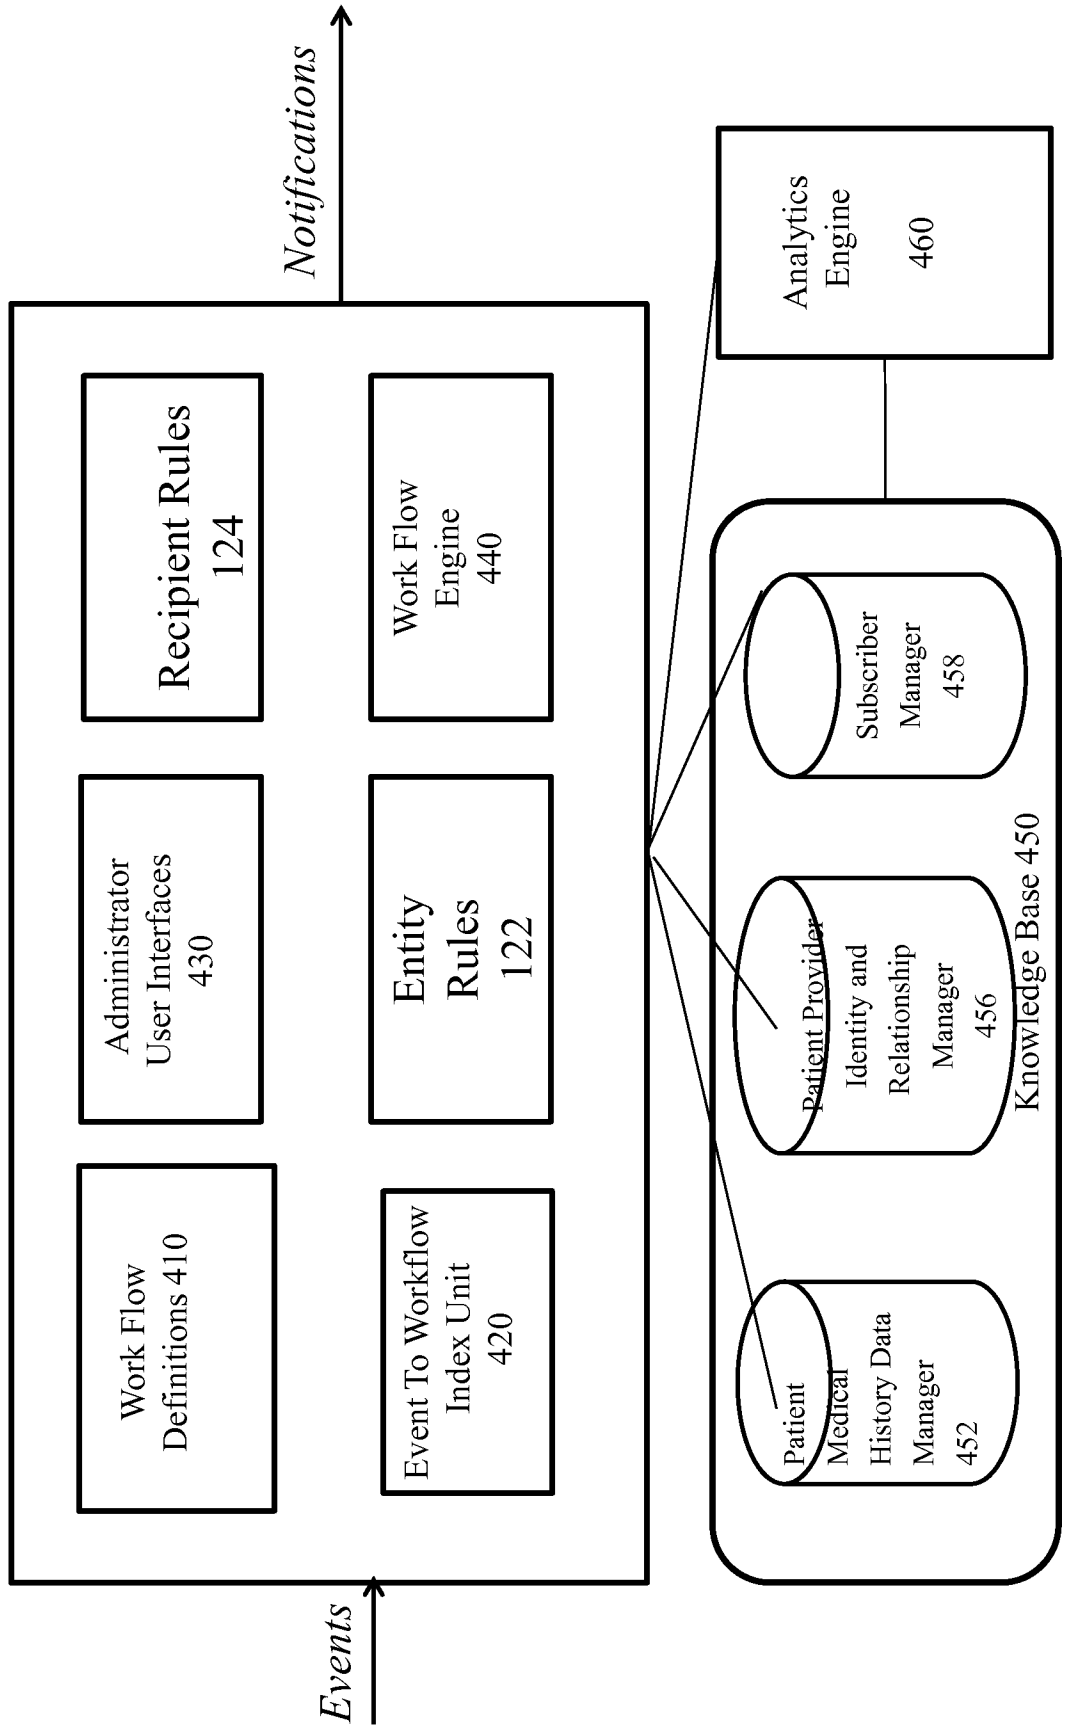 Events
Notifications
Work Flow
Definitions 410
Administrator
User Interfaces
430
Recipient Rules
124
Event To Workflow
Index Unit
420
Entity
Rules
122
Work Flow
Engine
440
Patient
Medical
History Data
Manager
452
Patient Provider
Identity and
Relationship
Manager
456
Subscriber
Manager
458
Knowledge Base 450
Analytics
Engine
460